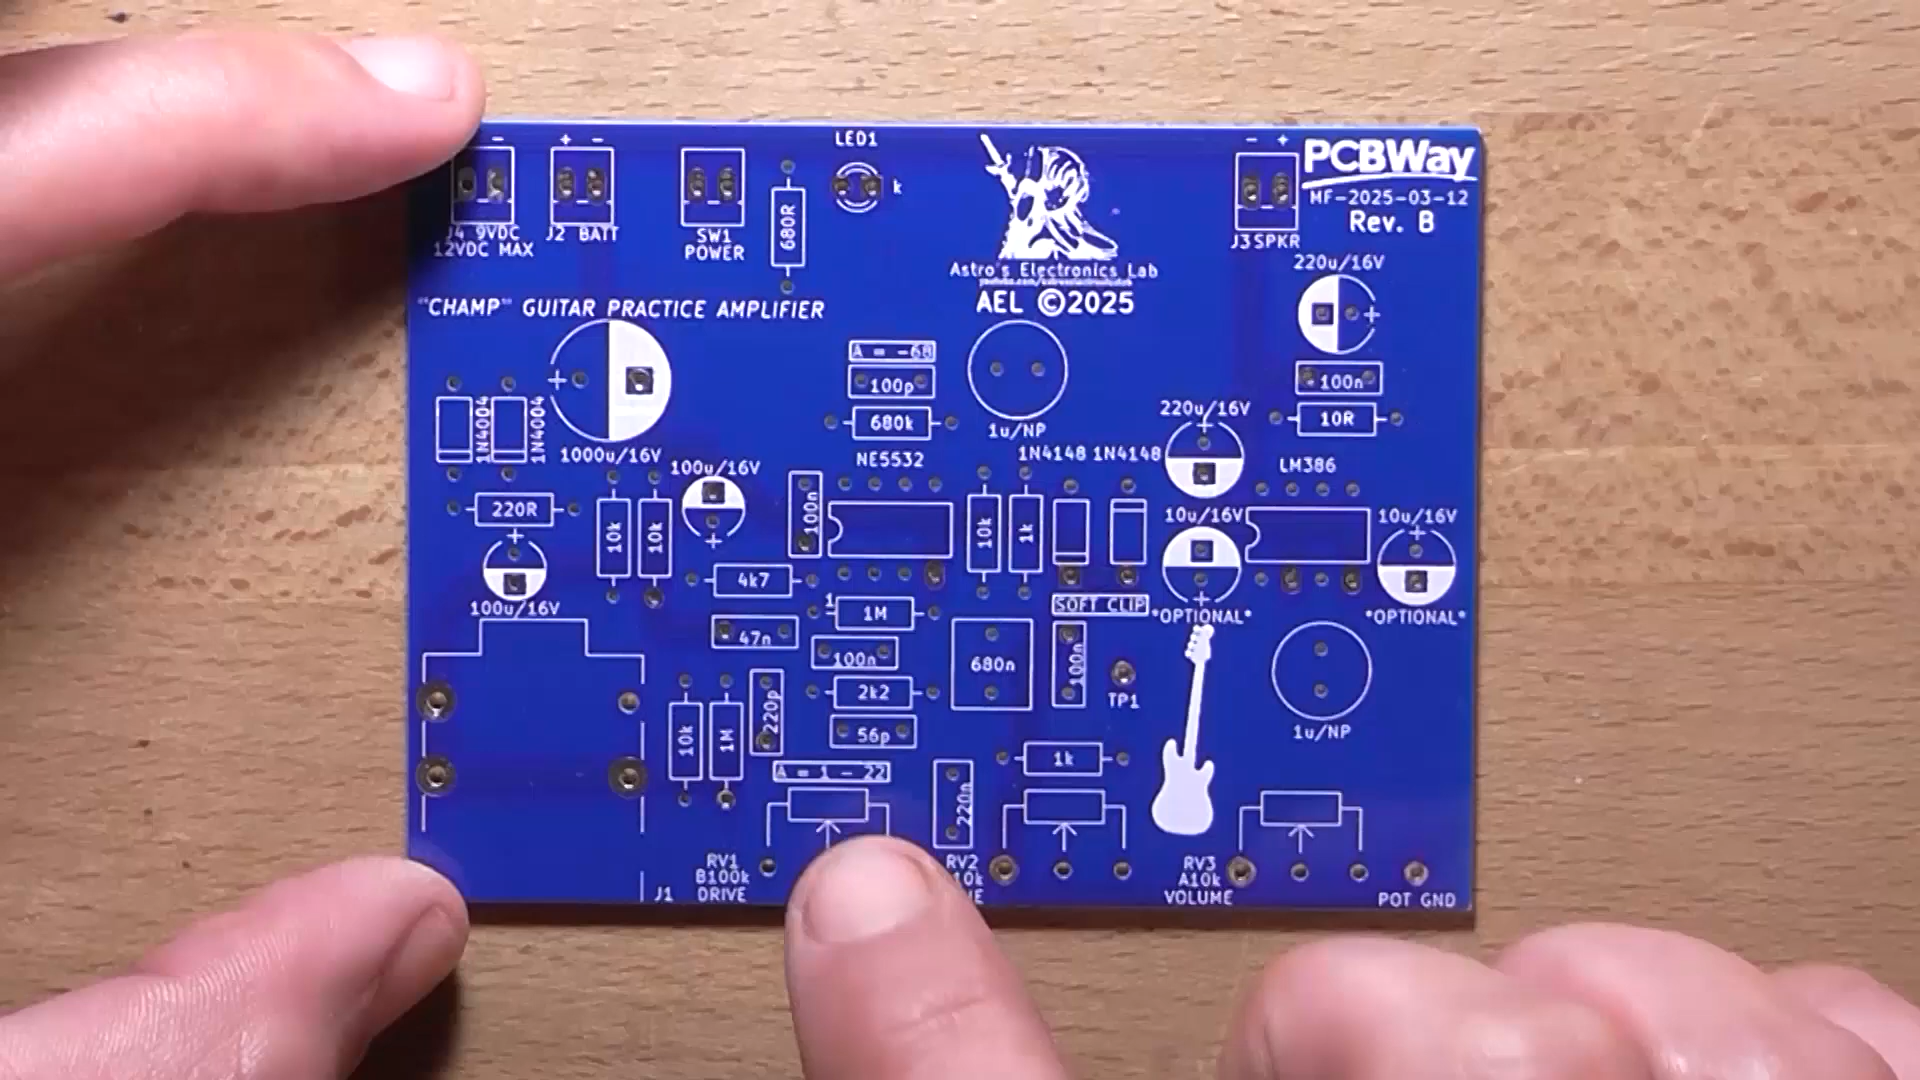 -
+ -
LED1
k
- +
PCBWay
MF-2025-03-12
Rev. B
680R
J4 9VDC
12VDC MAX
J2 BATT
SW1
POWER
J3 SPKR
Astro's Electronics Lab
AEL ©2025
"CHAMP" GUITAR PRACTICE AMPLIFIER
220u/16V
+
A = -68
100p
680k
NE5532
1u/NP
100n
10R
1N4004
1N4004
+
1000u/16V
100u/16V
+
1N4148
1N4148
220u/16V
+
LM386
220R
+
100u/16V
10k
10k
100n
10k
1k
10u/16V
+
*OPTIONAL*
10u/16V
+
*OPTIONAL*
4k7
1
1M
SOFT CLIP
47n
100n
680n
100n
TP1
2k2
56p
220p
10k
1M
1u/NP
A = 1 - 22
1k
220n
J1
RV1
B100k
DRIVE
RV2
10k
RV3
A10k
VOLUME
POT GND